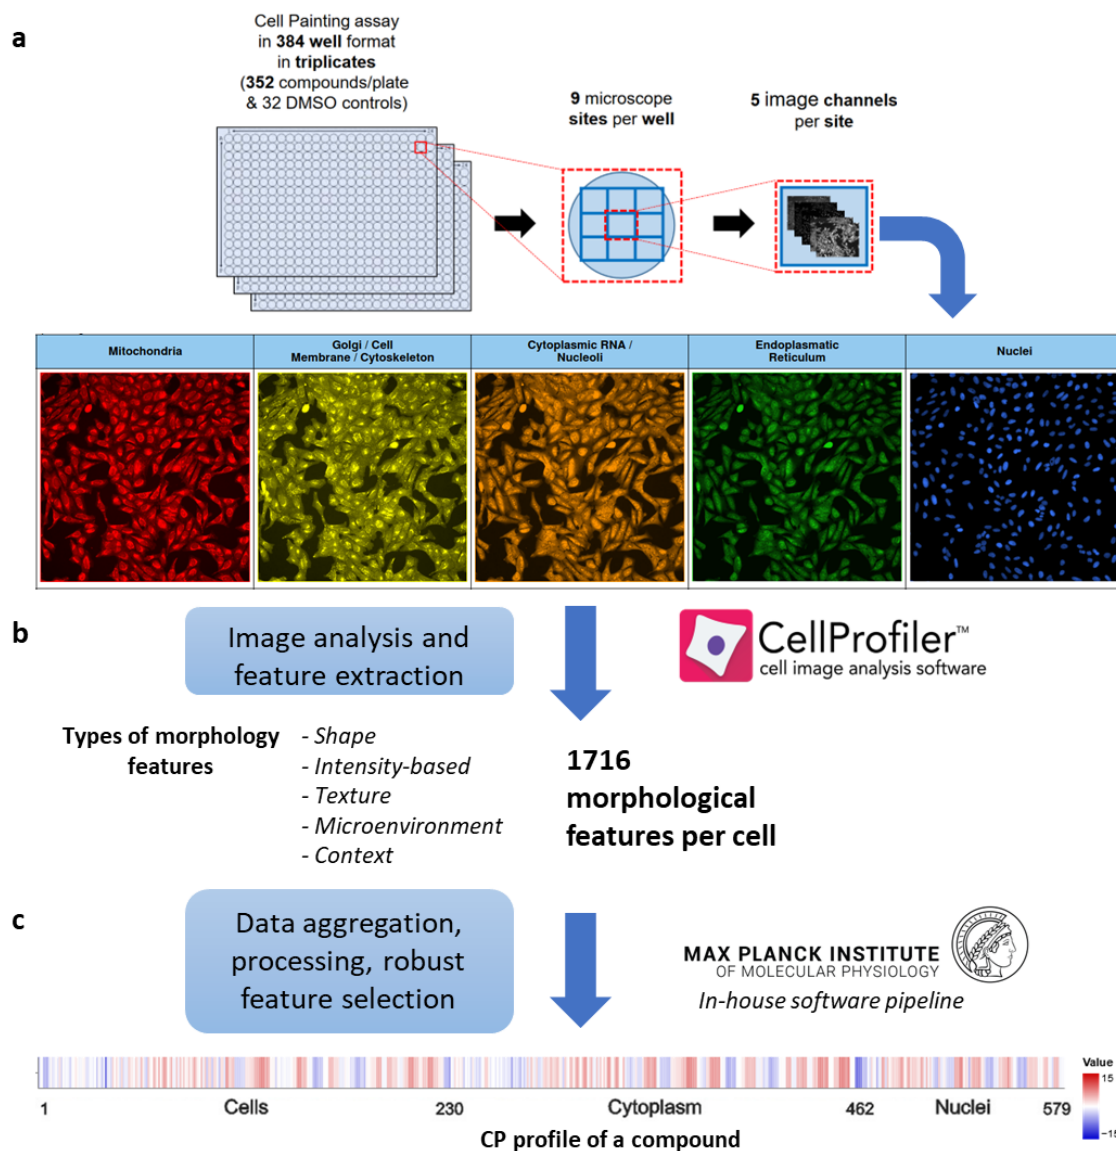 a
Cell Painting assay
in 384 well format
in triplicates
(352 compounds/plate
& 32 DMSO controls)
9 microscope
sites per well
5 image channels
per site
Mitochondria
Golgi / Cell
Membrane / Cytoskeleton
Cytoplasmic RNA /
Nucleoli
Endoplasmatic
Reticulum
Nuclei
b
Image analysis and
feature extraction
CellProfiler™
cell image analysis software
Types of morphology
features
- Shape
- Intensity-based
- Texture
- Microenvironment
- Context
1716
morphological
features per cell
c
Data aggregation,
processing, robust
feature selection
MAX PLANCK INSTITUTE
OF MOLECULAR PHYSIOLOGY
In-house software pipeline
Value
15
-15
1 Cells 230 Cytoplasm 462 Nuclei 579
CP profile of a compound